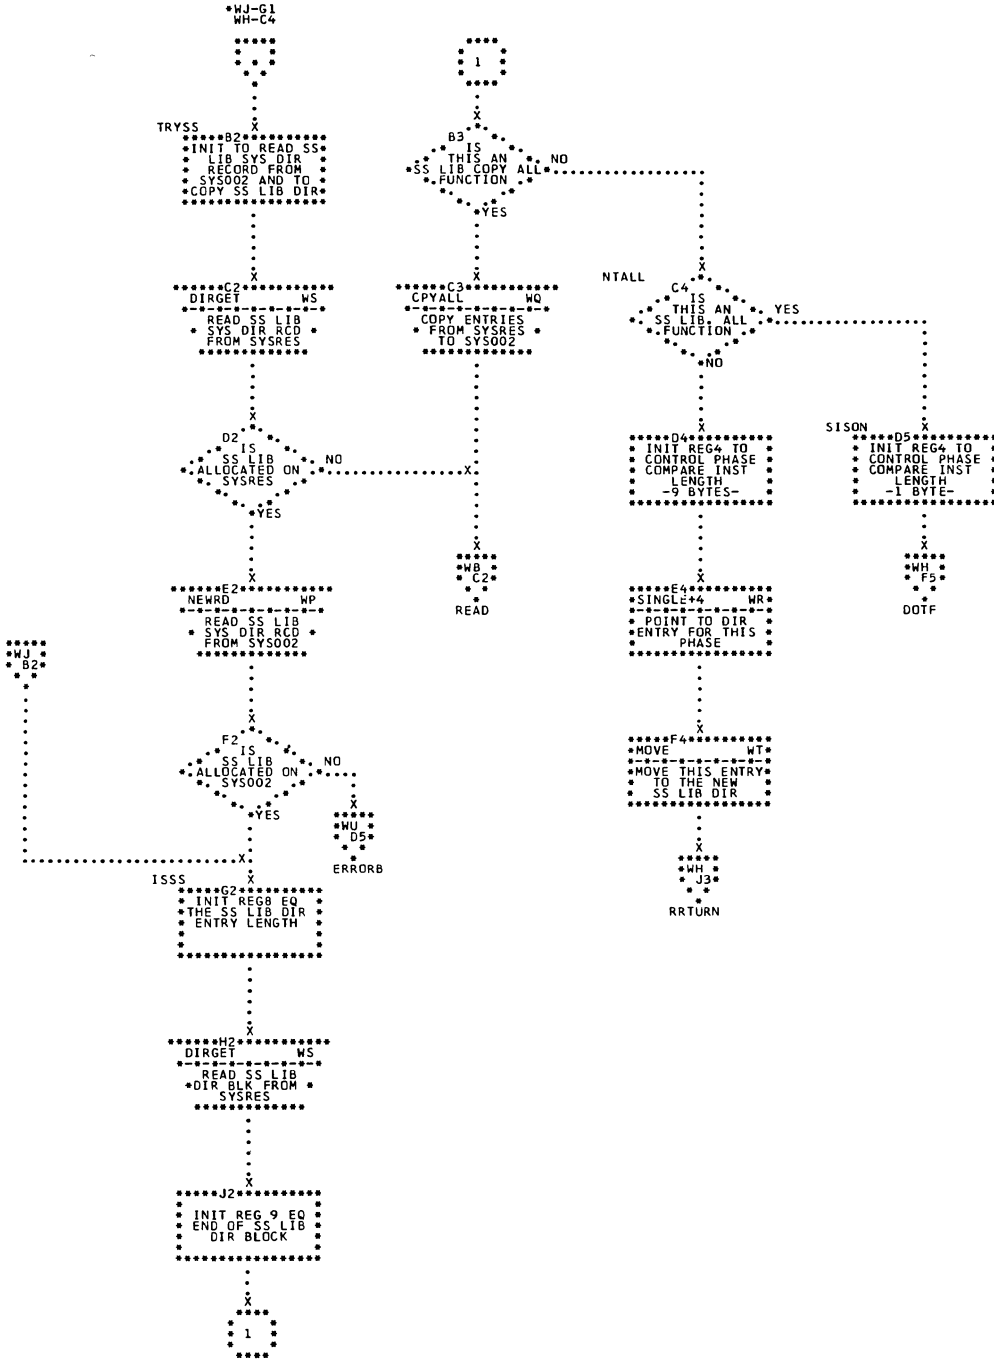 *WJ-G1
WH-C4
1
TRYSS
B2
INIT TO READ SS
LIB SYS DIR
RECORD FROM
SYS002 AND TO
COPY SS LIB DIR
B3
IS
THIS AN
SS LIB COPY ALL
FUNCTION
NO
YES
C2
DIRGET WS
READ SS LIB
SYS DIR RCD
FROM SYSRES
C3
CPYALL WQ
COPY ENTRIES
FROM SYSRES
TO SYS002
NTALL
C4
IS
THIS AN
SS LIB. ALL
FUNCTION
YES
NO
D2
IS
SS LIB
ALLOCATED ON
SYSRES
NO
YES
D4
INIT REG4 TO
CONTROL PHASE
COMPARE INST
LENGTH
-9 BYTES-
SISON
D5
INIT REG4 TO
CONTROL PHASE
COMPARE INST
LENGTH
-1 BYTE-
WB
C2
READ
WH
F5
DOTF
E2
NEWRD WP
READ SS LIB
SYS DIR RCD
FROM SYS002
E4
SINGLE+4 WR
POINT TO DIR
ENTRY FOR THIS
PHASE
WJ
B2
F2
IS
SS LIB
ALLOCATED ON
SYS002
NO
YES
F4
MOVE WT
MOVE THIS ENTRY
TO THE NEW
SS LIB DIR
WU
D5
ERRORB
WH
J3
RRTURN
ISSS
G2
INIT REG8 EQ
THE SS LIB DIR
ENTRY LENGTH
H2
DIRGET WS
READ SS LIB
DIR BLK FROM
SYSRES
J2
INIT REG 9 EQ
END OF SS LIB
DIR BLOCK
1